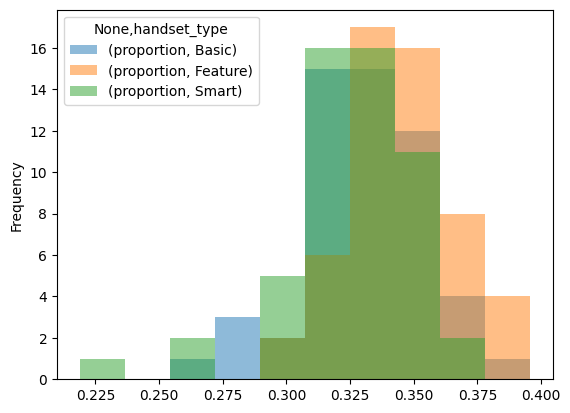 None,handset_type
(proportion, Basic)
(proportion, Feature)
(proportion, Smart)
Frequency
16
14
12
10
8
6
4
2
0
0.225 0.250 0.275 0.300 0.325 0.350 0.375 0.400